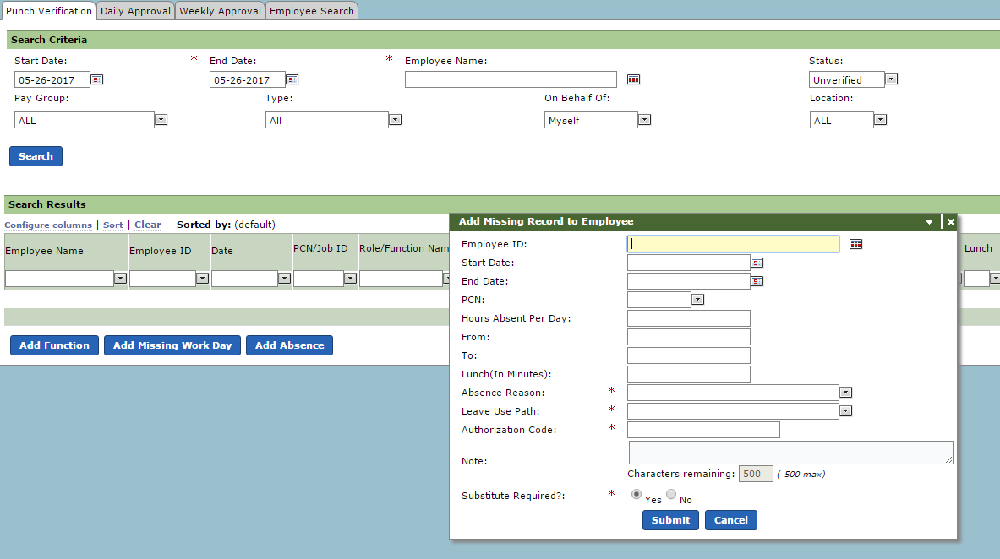 Punch Verification Daily Approval Weekly Approval Employee Search
Search Criteria
Start Date: * End Date: * Employee Name: Status:
05-26-2017 05-26-2017 Unverified
Pay Group: Type: On Behalf Of: Location:
ALL All Myself ALL
Search
Search Results
Configure columns | Sort | Clear Sorted by: (default)
Employee Name Employee ID Date PCN/Job ID Role/Function Nam Lunch
Add Function Add Missing Work Day Add Absence
Add Missing Record to Employee
Employee ID:
Start Date:
End Date:
PCN:
Hours Absent Per Day:
From:
To:
Lunch(In Minutes):
Absence Reason: *
Leave Use Path: *
Authorization Code: *
Note:
Characters remaining: 500 ( 500 max)
Substitute Required?: * Yes No
Submit Cancel